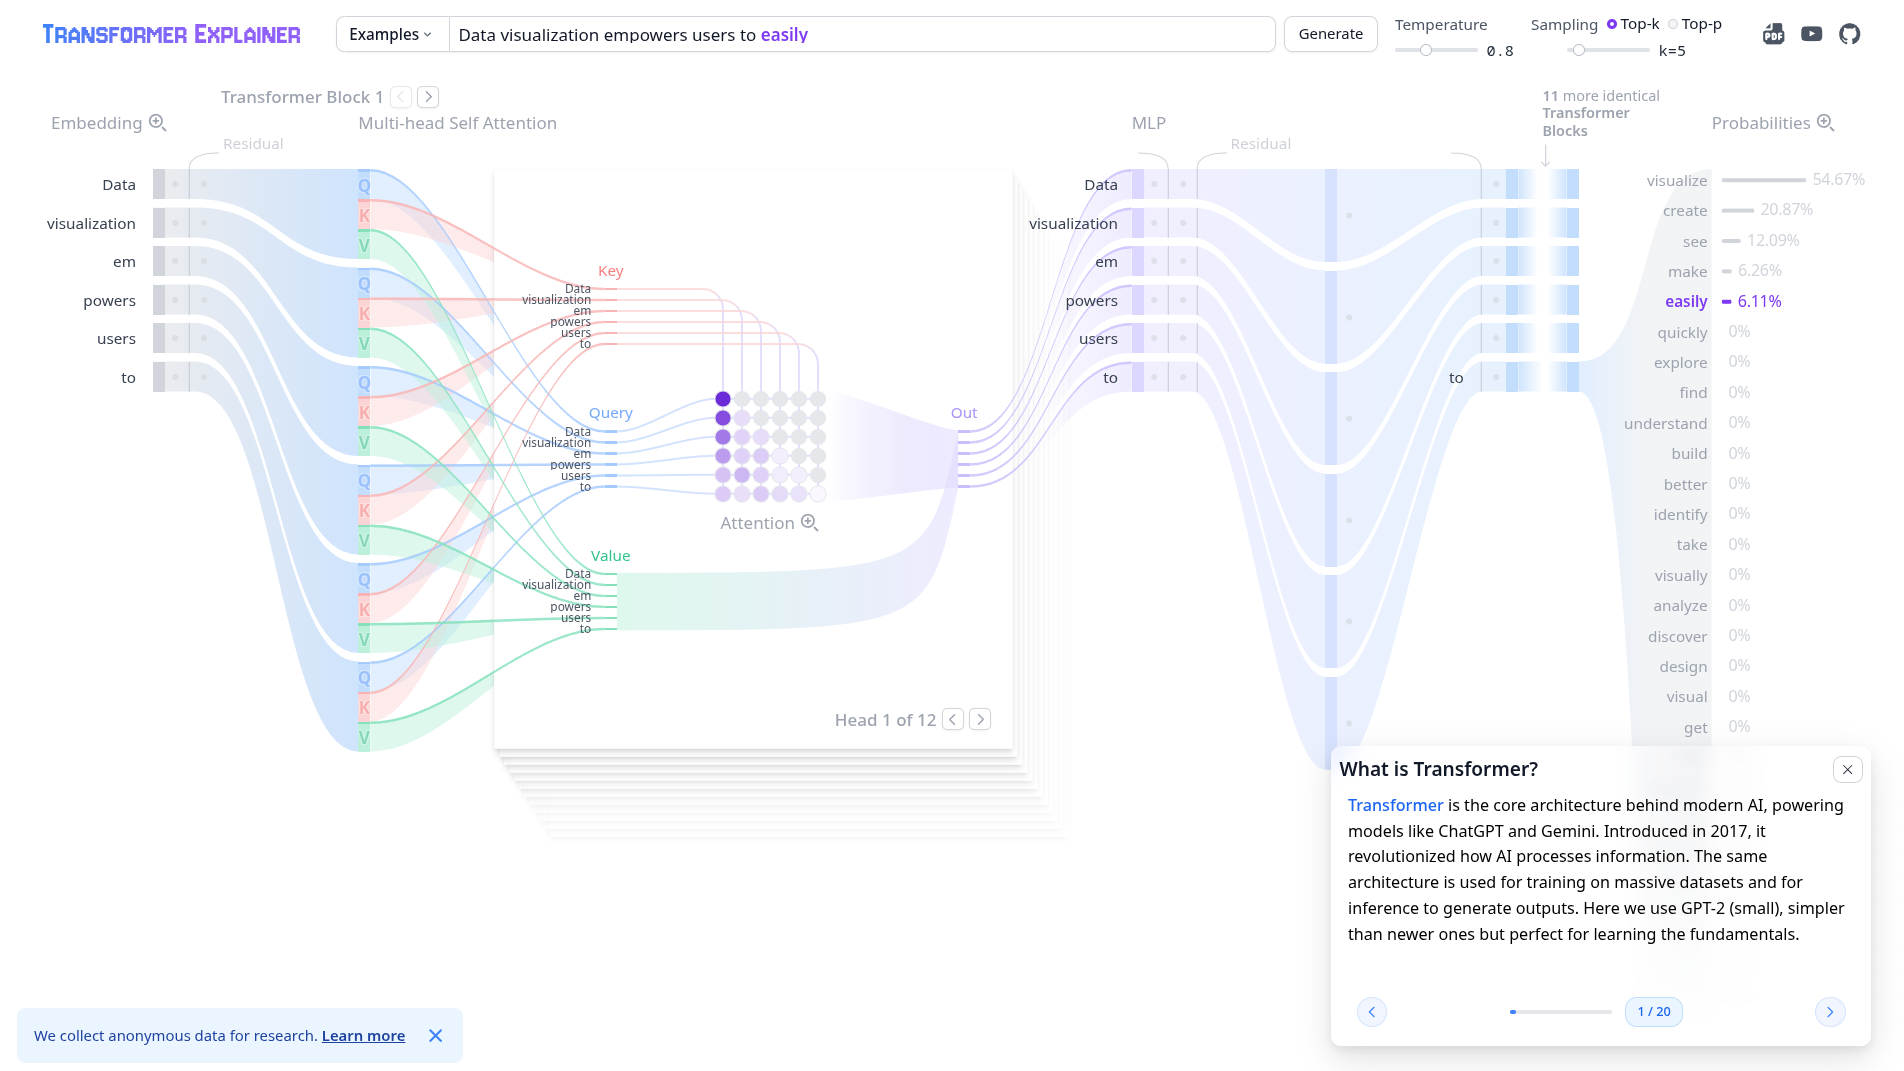 TRANSFORMER EXPLAINER
Examples
Data visualization empowers users to easily
Generate
Temperature
0.8
Sampling
Top-k
Top-p
k=5
PDF
Transformer Block 1
Embedding
Multi-head Self Attention
MLP
11 more identical
Transformer
Blocks
Probabilities
Residual
Residual
Data
visualization
em
powers
users
to
Q
K
V
Q
K
V
Q
K
V
Q
K
V
Q
K
V
Q
K
V
Key
Data
visualization
em
powers
users
to
Query
Data
visualization
em
powers
users
to
Attention
Value
Data
visualization
em
powers
users
to
Out
Head 1 of 12
Data
visualization
em
powers
users
to
to
visualize 54.67%
create 20.87%
see 12.09%
make 6.26%
easily 6.11%
quickly 0%
explore 0%
find 0%
understand 0%
build 0%
better 0%
identify 0%
take 0%
visually 0%
analyze 0%
discover 0%
design 0%
visual 0%
get 0%
What is Transformer?
Transformer is the core architecture behind modern AI, powering
models like ChatGPT and Gemini. Introduced in 2017, it
revolutionized how AI processes information. The same
architecture is used for training on massive datasets and for
inference to generate outputs. Here we use GPT-2 (small), simpler
than newer ones but perfect for learning the fundamentals.
1 / 20
We collect anonymous data for research. Learn more